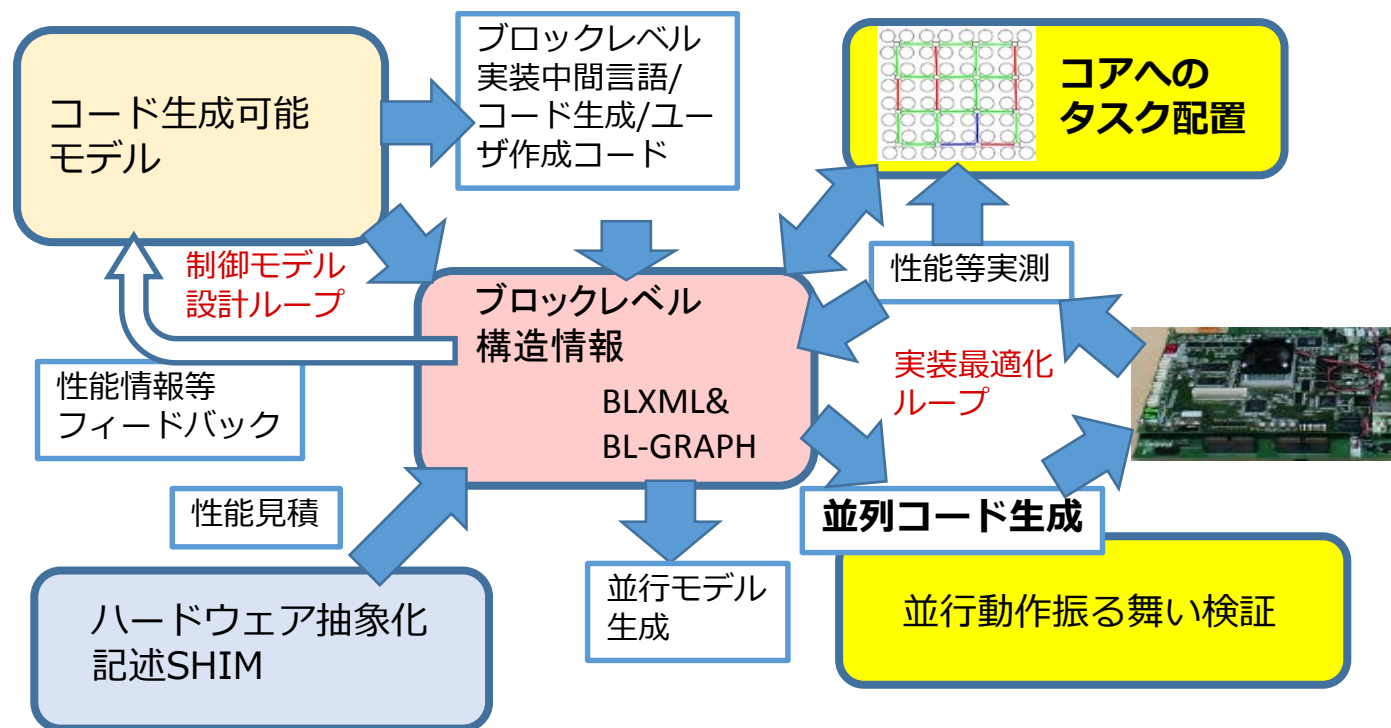 コード生成可能
モデル
ブロックレベル
実装中間言語/
コード生成/ユー
ザ作成コード
コアへの
タスク配置
制御モデル
設計ループ
性能等実測
ブロックレベル
構造情報
BLXML&
BL-GRAPH
実装最適化
ループ
性能情報等
フィードバック
性能見積
並列コード生成
ハードウェア抽象化
記述SHIM
並行モデル
生成
並行動作振る舞い検証